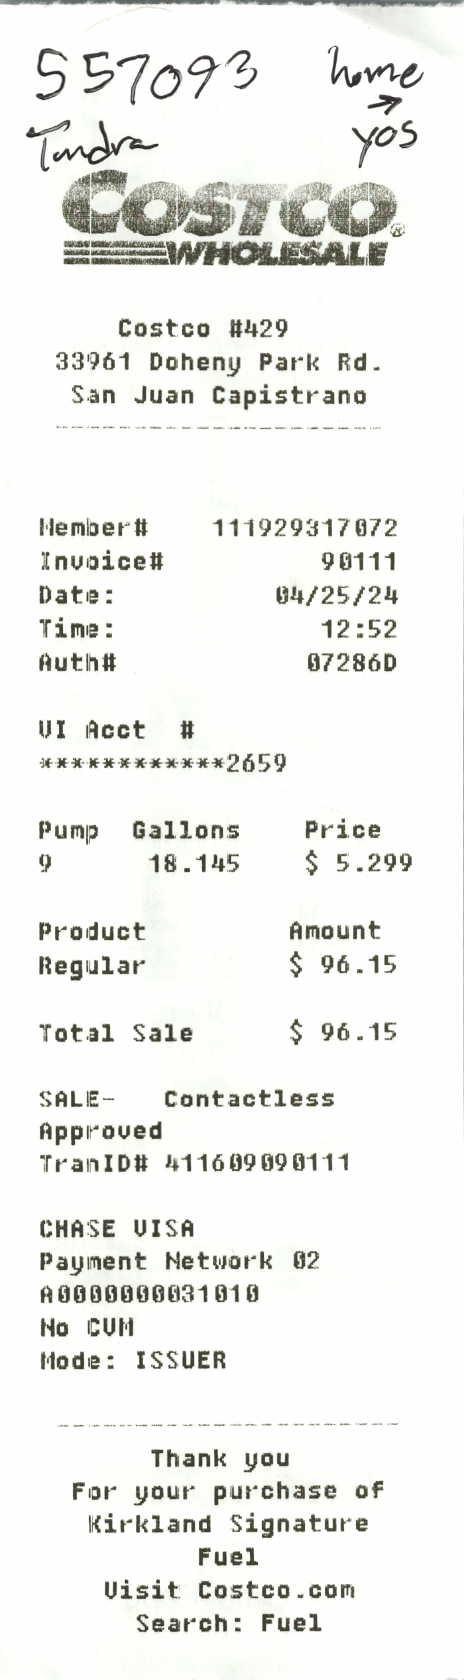 557093 home
→
Tundra yos
COSTCO
WHOLESALE
Costco #429
33961 Doheny Park Rd.
San Juan Capistrano
Member# 111929317072
Invoice# 90111
Date: 04/25/24
Time: 12:52
Auth# 07286D
VI Acct #
************2659
Pump Gallons Price
9 18.145 $ 5.299
Product Amount
Regular $ 96.15
Total Sale $ 96.15
SALE- Contactless
Approved
TranID# 411609090111
CHASE VISA
Payment Network 02
A0000000031010
No CVM
Mode: ISSUER
Thank you
For your purchase of
Kirkland Signature
Fuel
Visit Costco.com
Search: Fuel